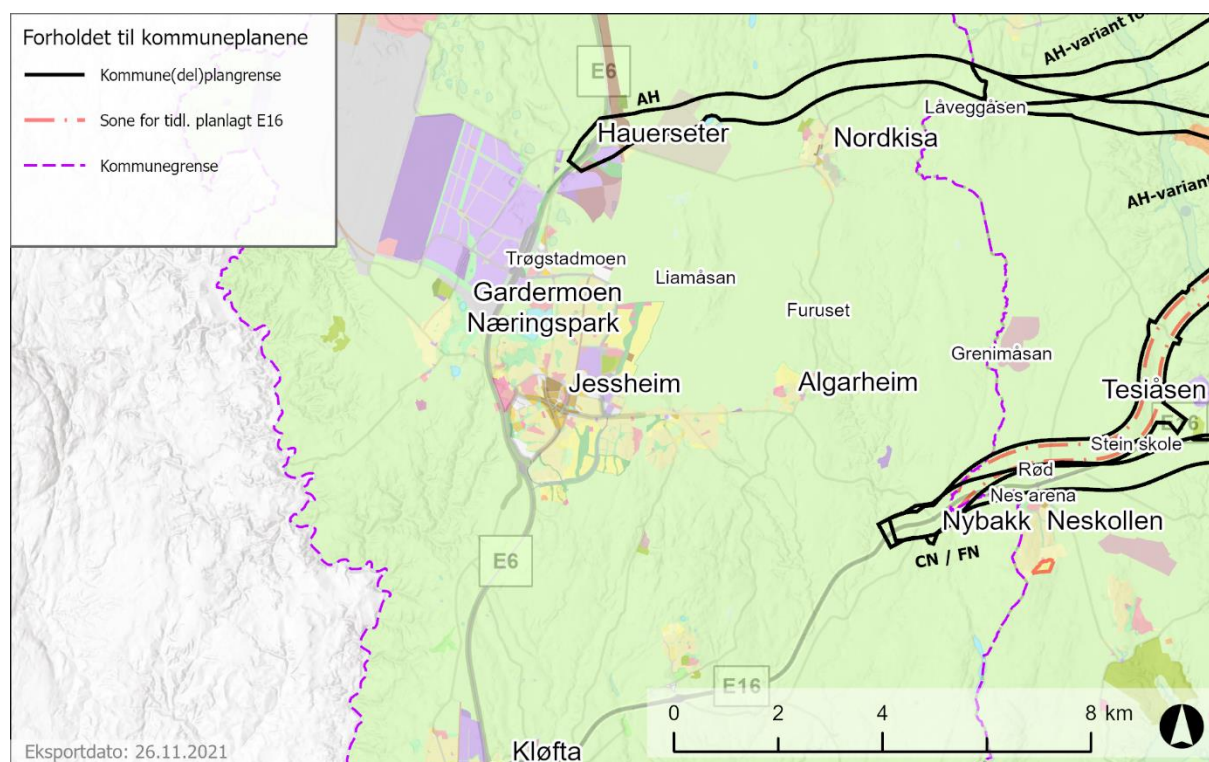 Forholdet til kommuneplanene
Kommune(del)plangrense
Sone for tidl. planlagt E16
Kommunegrense
E6
AH
AH-variant fo
Låveggåsen
Hauerseter
Nordkisa
AH-variant
Trøgstadmoen
Liamåsan
Gardermoen
Næringspark
Furuset
Grenimåsan
Jessheim
Algarheim
Tesiåsen
E16
Stein skole
Rød
Nes arena
Nybakk
Neskollen
CN / FN
E6
E16
0 2 4 8 km
Kløfta
Eksportdato: 26.11.2021